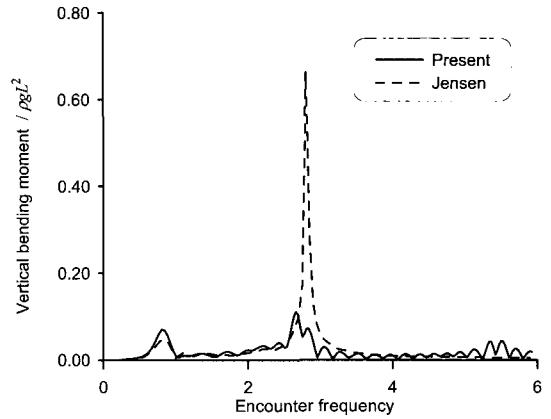 0.80
0.60
0.40
0.20
0.00
0
2
4
6
Vertical bending moment / ρgL²
Encounter frequency
Present
Jensen